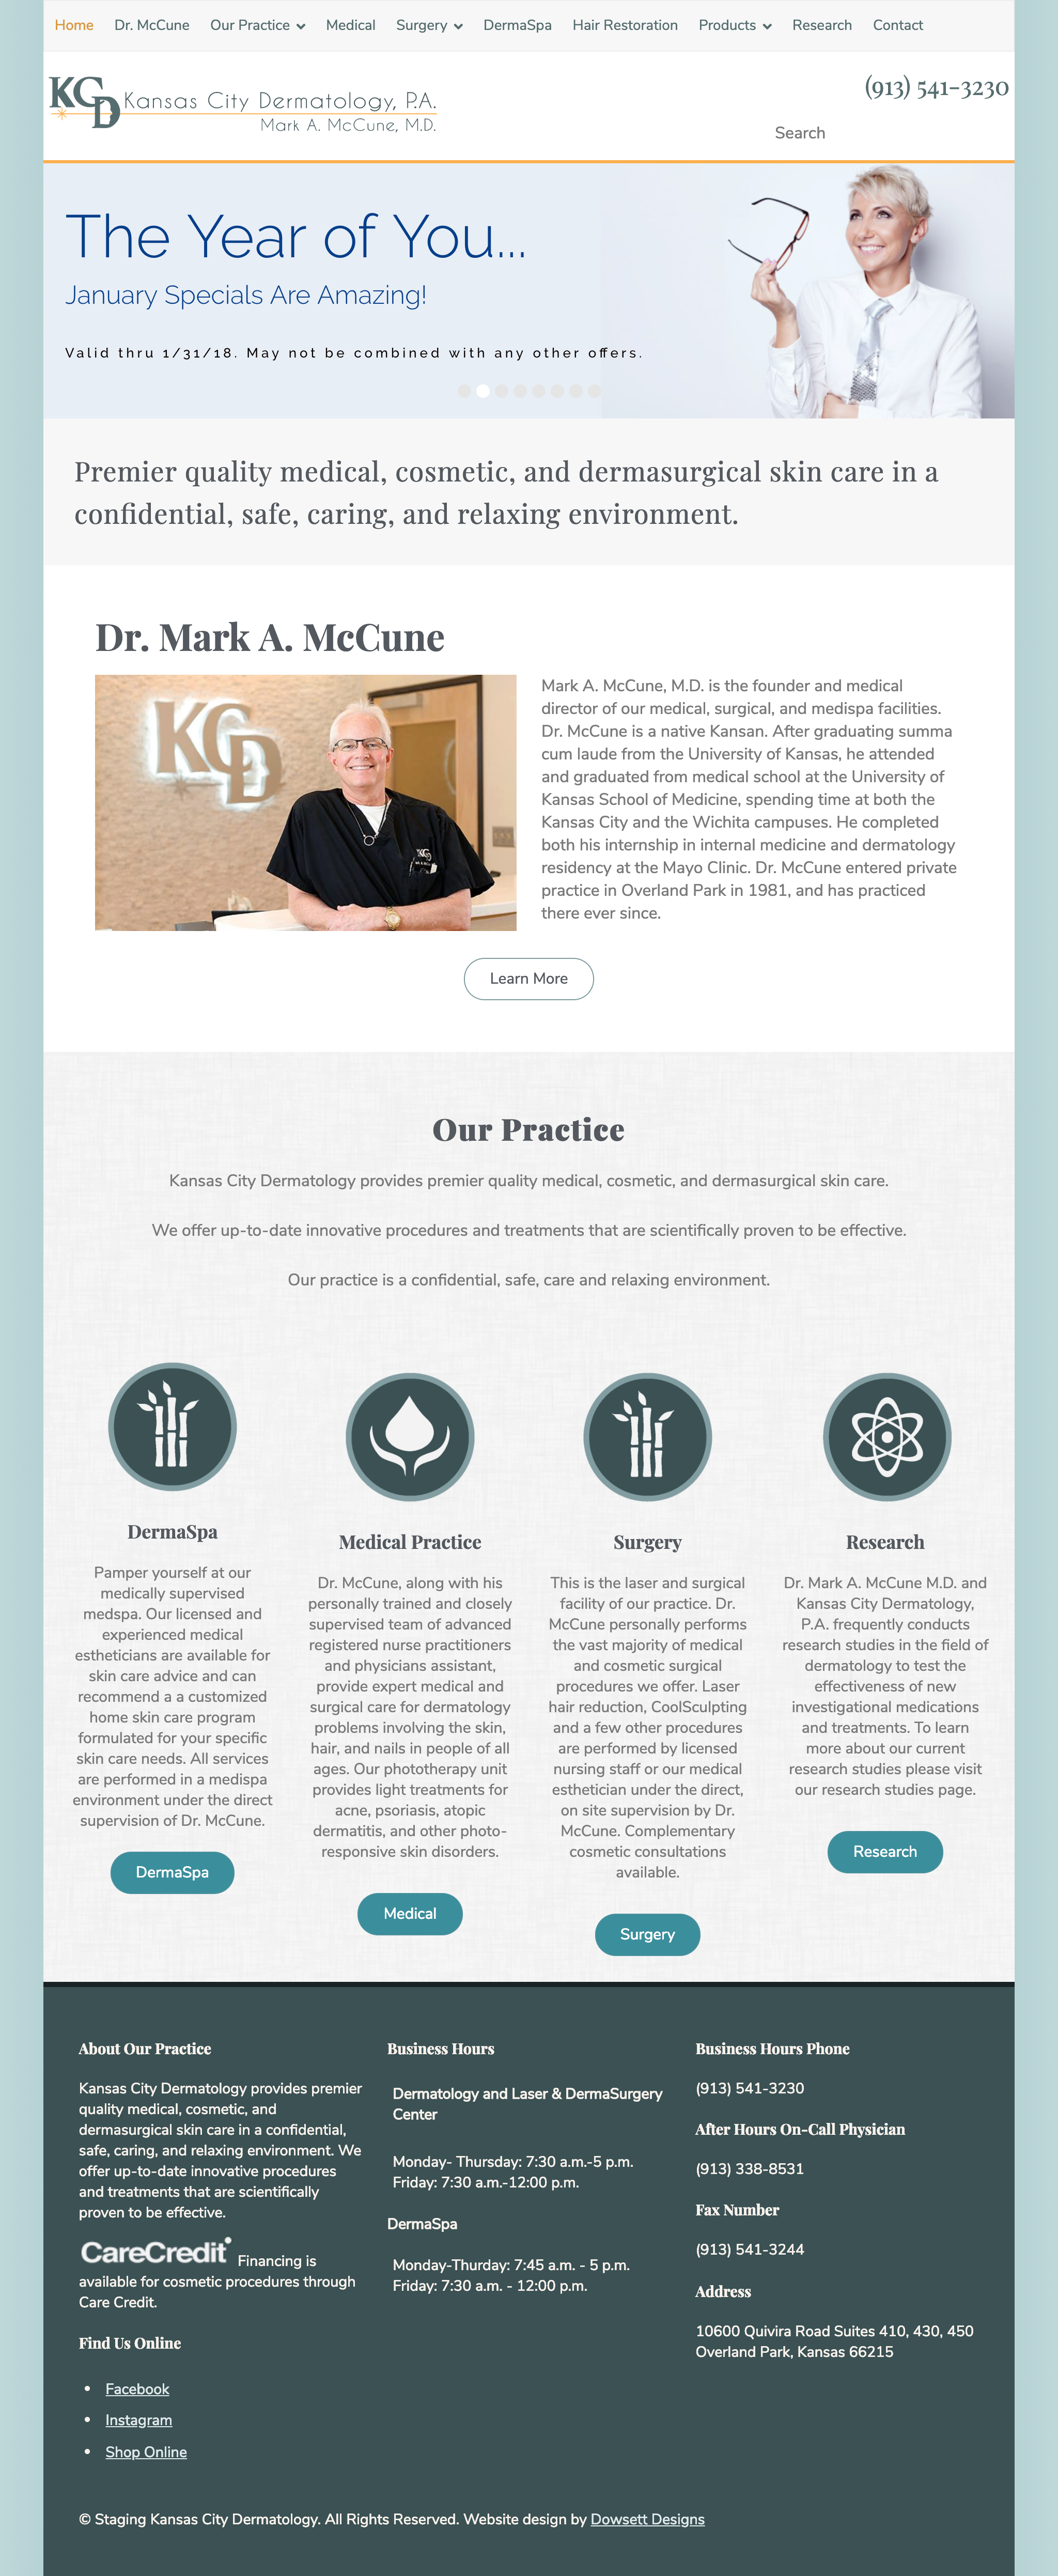 Home Dr. McCune Our Practice Medical Surgery DermaSpa Hair Restoration Products Research Contact
KCD Kansas City Dermatology, P.A.
Mark A. McCune, M.D.
(913) 541-3230
Search
The Year of You...
January Specials Are Amazing!
Valid thru 1/31/18. May not be combined with any other offers.
Premier quality medical, cosmetic, and dermasurgical skin care in a
confidential, safe, caring, and relaxing environment.
Dr. Mark A. McCune
KCD
KCD
Mark A. McCune, M.D. is the founder and medical
director of our medical, surgical, and medispa facilities.
Dr. McCune is a native Kansan. After graduating summa
cum laude from the University of Kansas, he attended
and graduated from medical school at the University of
Kansas School of Medicine, spending time at both the
Kansas City and the Wichita campuses. He completed
both his internship in internal medicine and dermatology
residency at the Mayo Clinic. Dr. McCune entered private
practice in Overland Park in 1981, and has practiced
there ever since.
Learn More
Our Practice
Kansas City Dermatology provides premier quality medical, cosmetic, and dermasurgical skin care.
We offer up-to-date innovative procedures and treatments that are scientifically proven to be effective.
Our practice is a confidential, safe, care and relaxing environment.
DermaSpa
Pamper yourself at our
medically supervised
medspa. Our licensed and
experienced medical
estheticians are available for
skin care advice and can
recommend a a customized
home skin care program
formulated for your specific
skin care needs. All services
are performed in a medispa
environment under the direct
supervision of Dr. McCune.
DermaSpa
Medical Practice
Dr. McCune, along with his
personally trained and closely
supervised team of advanced
registered nurse practitioners
and physicians assistant,
provide expert medical and
surgical care for dermatology
problems involving the skin,
hair, and nails in people of all
ages. Our phototherapy unit
provides light treatments for
acne, psoriasis, atopic
dermatitis, and other photo-
responsive skin disorders.
Medical
Surgery
This is the laser and surgical
facility of our practice. Dr.
McCune personally performs
the vast majority of medical
and cosmetic surgical
procedures we offer. Laser
hair reduction, CoolSculpting
and a few other procedures
are performed by licensed
nursing staff or our medical
esthetician under the direct,
on site supervision by Dr.
McCune. Complementary
cosmetic consultations
available.
Surgery
Research
Dr. Mark A. McCune M.D. and
Kansas City Dermatology,
P.A. frequently conducts
research studies in the field of
dermatology to test the
effectiveness of new
investigational medications
and treatments. To learn
more about our current
research studies please visit
our research studies page.
Research
About Our Practice
Kansas City Dermatology provides premier
quality medical, cosmetic, and
dermasurgical skin care in a confidential,
safe, caring, and relaxing environment. We
offer up-to-date innovative procedures
and treatments that are scientifically
proven to be effective.
CareCredit Financing is
available for cosmetic procedures through
Care Credit.
Find Us Online
• Facebook
• Instagram
• Shop Online
Business Hours
Dermatology and Laser & DermaSurgery
Center
Monday- Thursday: 7:30 a.m.-5 p.m.
Friday: 7:30 a.m.-12:00 p.m.
DermaSpa
Monday-Thurday: 7:45 a.m. - 5 p.m.
Friday: 7:30 a.m. - 12:00 p.m.
Business Hours Phone
(913) 541-3230
After Hours On-Call Physician
(913) 338-8531
Fax Number
(913) 541-3244
Address
10600 Quivira Road Suites 410, 430, 450
Overland Park, Kansas 66215
© Staging Kansas City Dermatology. All Rights Reserved. Website design by Dowsett Designs